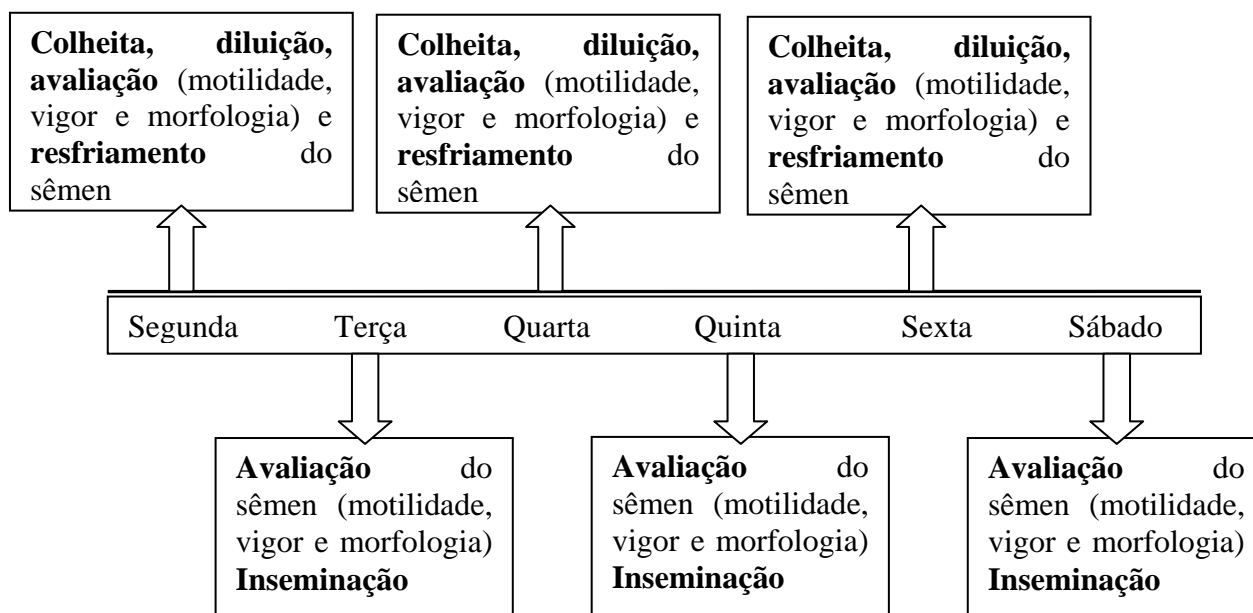 Colheita, diluição,
avaliação (motilidade,
vigor e morfologia) e
resfriamento do
sêmen
Colheita, diluição,
avaliação (motilidade,
vigor e morfologia) e
resfriamento do
sêmen
Colheita, diluição,
avaliação (motilidade,
vigor e morfologia) e
resfriamento do
sêmen
Segunda Terça Quarta Quinta Sexta Sábado
Avaliação do
sêmen (motilidade,
vigor e morfologia)
Inseminação
Avaliação do
sêmen (motilidade,
vigor e morfologia)
Inseminação
Avaliação do
sêmen (motilidade,
vigor e morfologia)
Inseminação